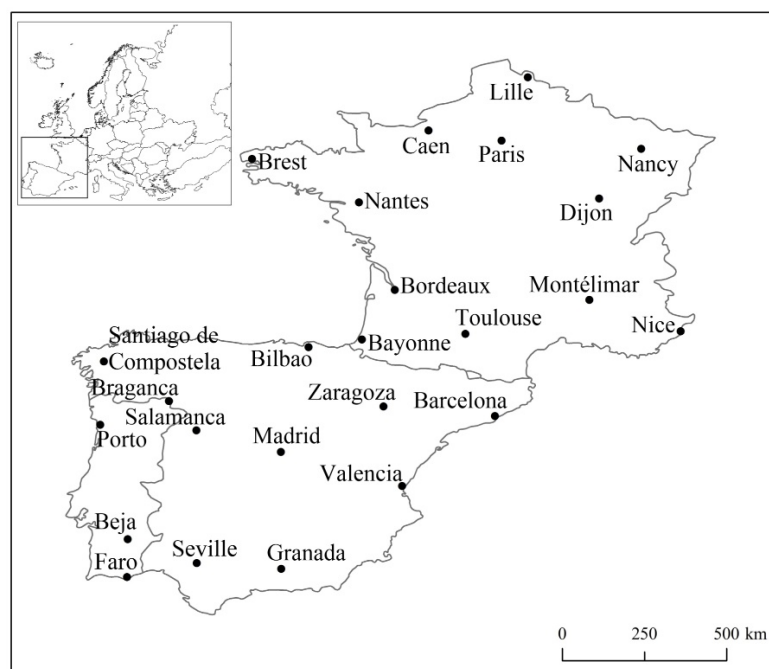 Lille
Caen
Paris
Brest
Nancy
Nantes
Dijon
Bordeaux
Montélimar
Toulouse
Nice
Santiago de
Compostela
Bilbao
Bayonne
Bragança
Zaragoza
Barcelona
Salamanca
Porto
Madrid
Valencia
Beja
Seville
Granada
Faro
0 250 500 km